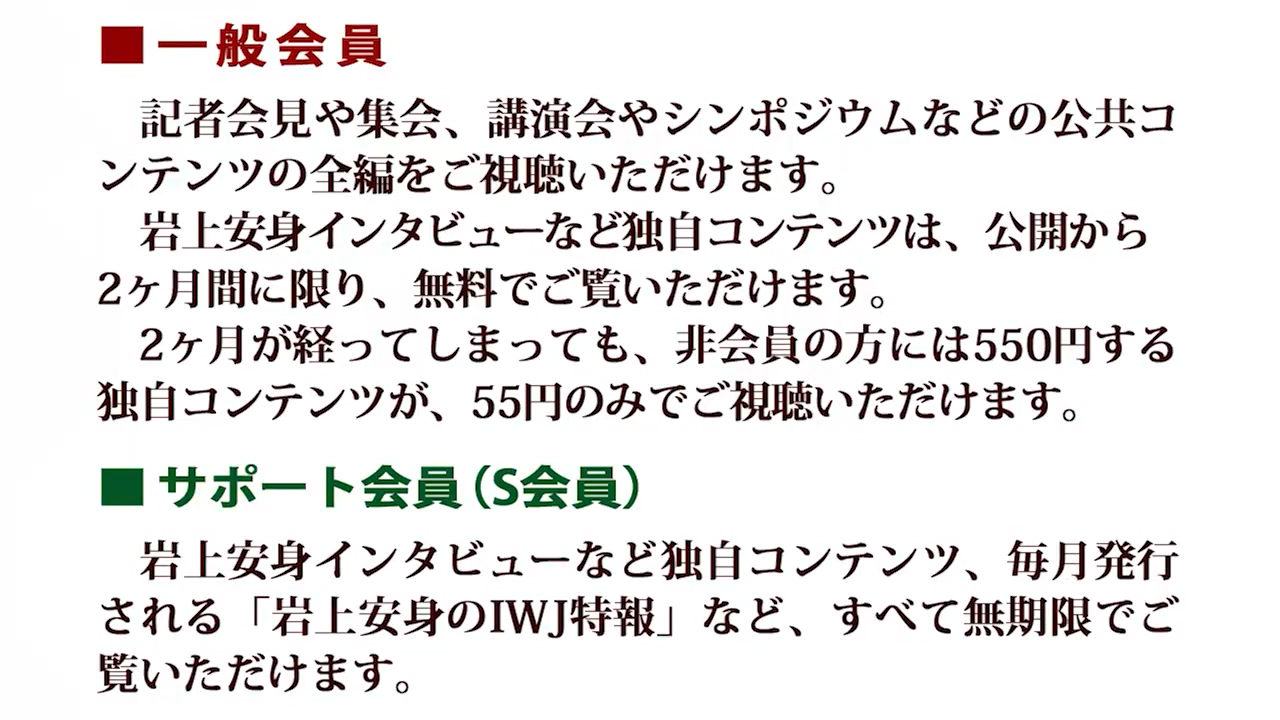 ■一般会員
　記者会見や集会、講演会やシンポジウムなどの公共コ
ンテンツの全編をご視聴いただけます。
　岩上安身インタビューなど独自コンテンツは、公開から
2ヶ月間に限り、無料でご覧いただけます。
　2ヶ月が経ってしまっても、非会員の方には550円する
独自コンテンツが、55円のみでご視聴いただけます。
■サポート会員（S会員）
　岩上安身インタビューなど独自コンテンツ、毎月発行
される「岩上安身のIWJ特報」など、すべて無期限でご
覧いただけます。